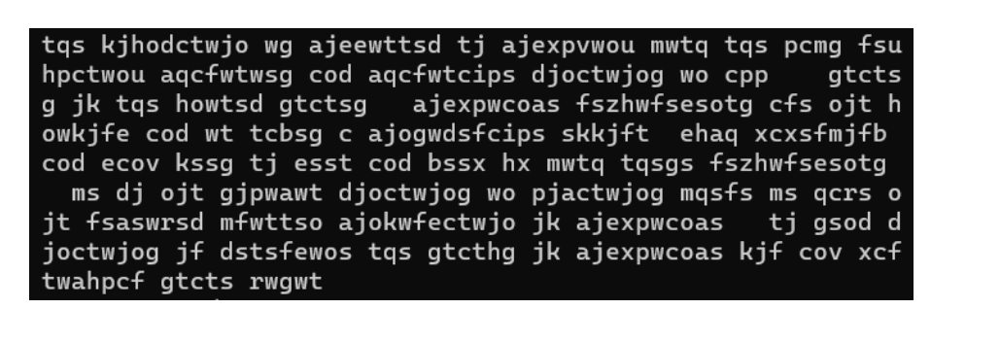 tqs kjhodctwjo wg ajeewttsd tj ajexpvwou mwtq tqs pcmg fsu
hpctwou aqcfwtwsg cod aqcfwtcips djoctwjog wo cpp    gtcts
g jk tqs howtsd gtctsg   ajexpwcoas fszhwfsesotg cfs ojt h
owkjfe cod wt tcbsg c ajogwdsfcips skkjft  ehaq xcxsfmjfb
cod ecov kssg tj esst cod bssx hx mwtq tqsgs fszhwfsesotg
  ms dj ojt gjpwawt djoctwjog wo pjactwjog mqsfs ms qcrs o
jt fsaswrsd mfwttso ajokwfectwjo jk ajexpwcoas   tj gsod d
joctwjog jf dstsfewos tqs gtcthg jk ajexpwcoas kjf cov xcf
twahpcf gtcts rwgwt